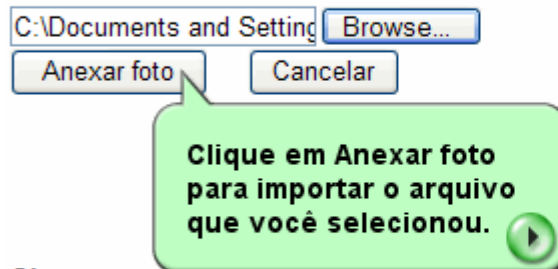 C:\Documents and Setting Browse...
Anexar foto Cancelar
Clique em Anexar foto
para importar o arquivo
que você selecionou.